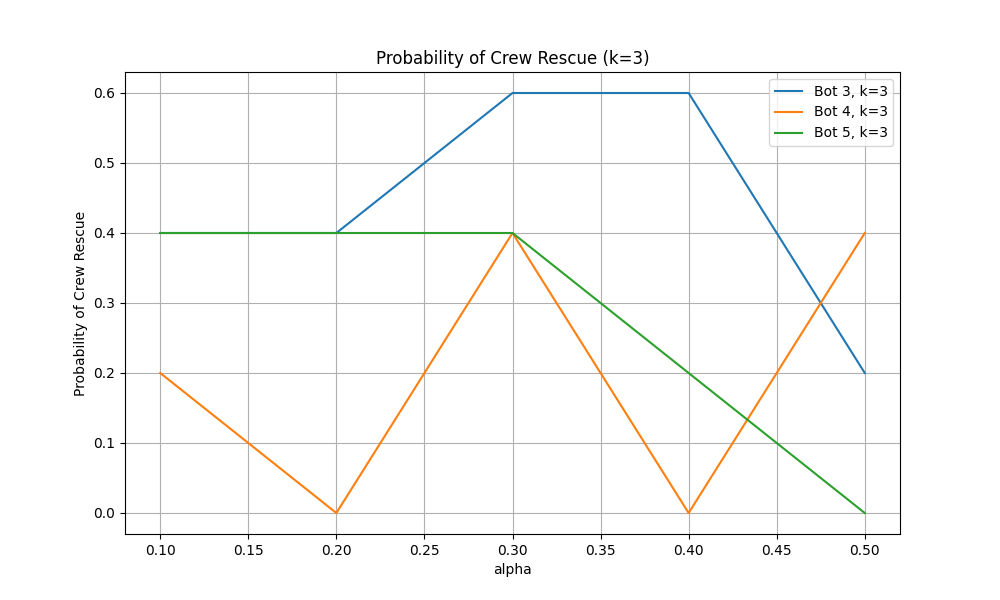 Probability of Crew Rescue (k=3)
Bot 3, k=3
Bot 4, k=3
Bot 5, k=3
Probability of Crew Rescue
0.6
0.5
0.4
0.3
0.2
0.1
0.0
0.10 0.15 0.20 0.25 0.30 0.35 0.40 0.45 0.50
alpha